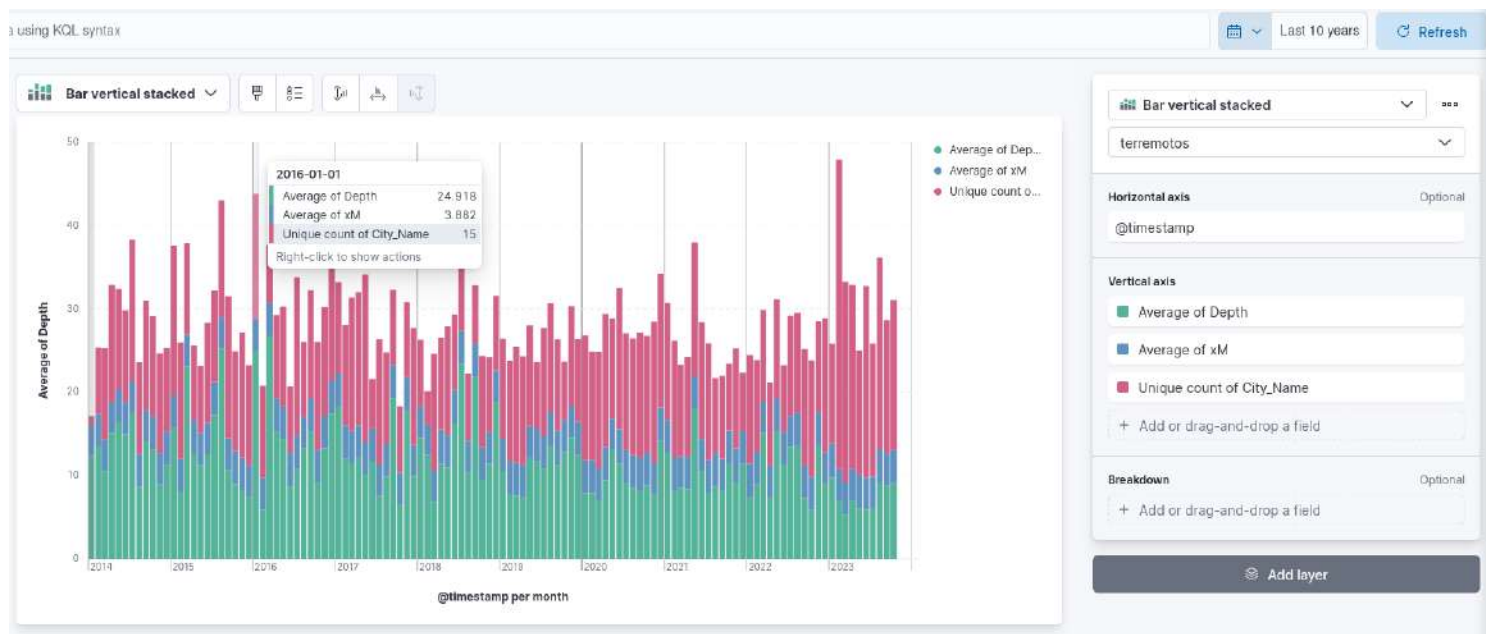 using KQL syntax
Last 10 years
Refresh
Bar vertical stacked
50
40
30
20
10
0
Average of Depth
2014
2015
2016
2017
2018
2019
2020
2021
2022
2023
@timestamp per month
2016-01-01
Average of Depth 24.918
Average of xM 3.882
Unique count of City_Name 15
Right-click to show actions
Average of Dep...
Average of xM
Unique count o...
Bar vertical stacked
terremotos
Horizontal axis Optional
@timestamp
Vertical axis
Average of Depth
Average of xM
Unique count of City_Name
+ Add or drag-and-drop a field
Breakdown Optional
+ Add or drag-and-drop a field
Add layer